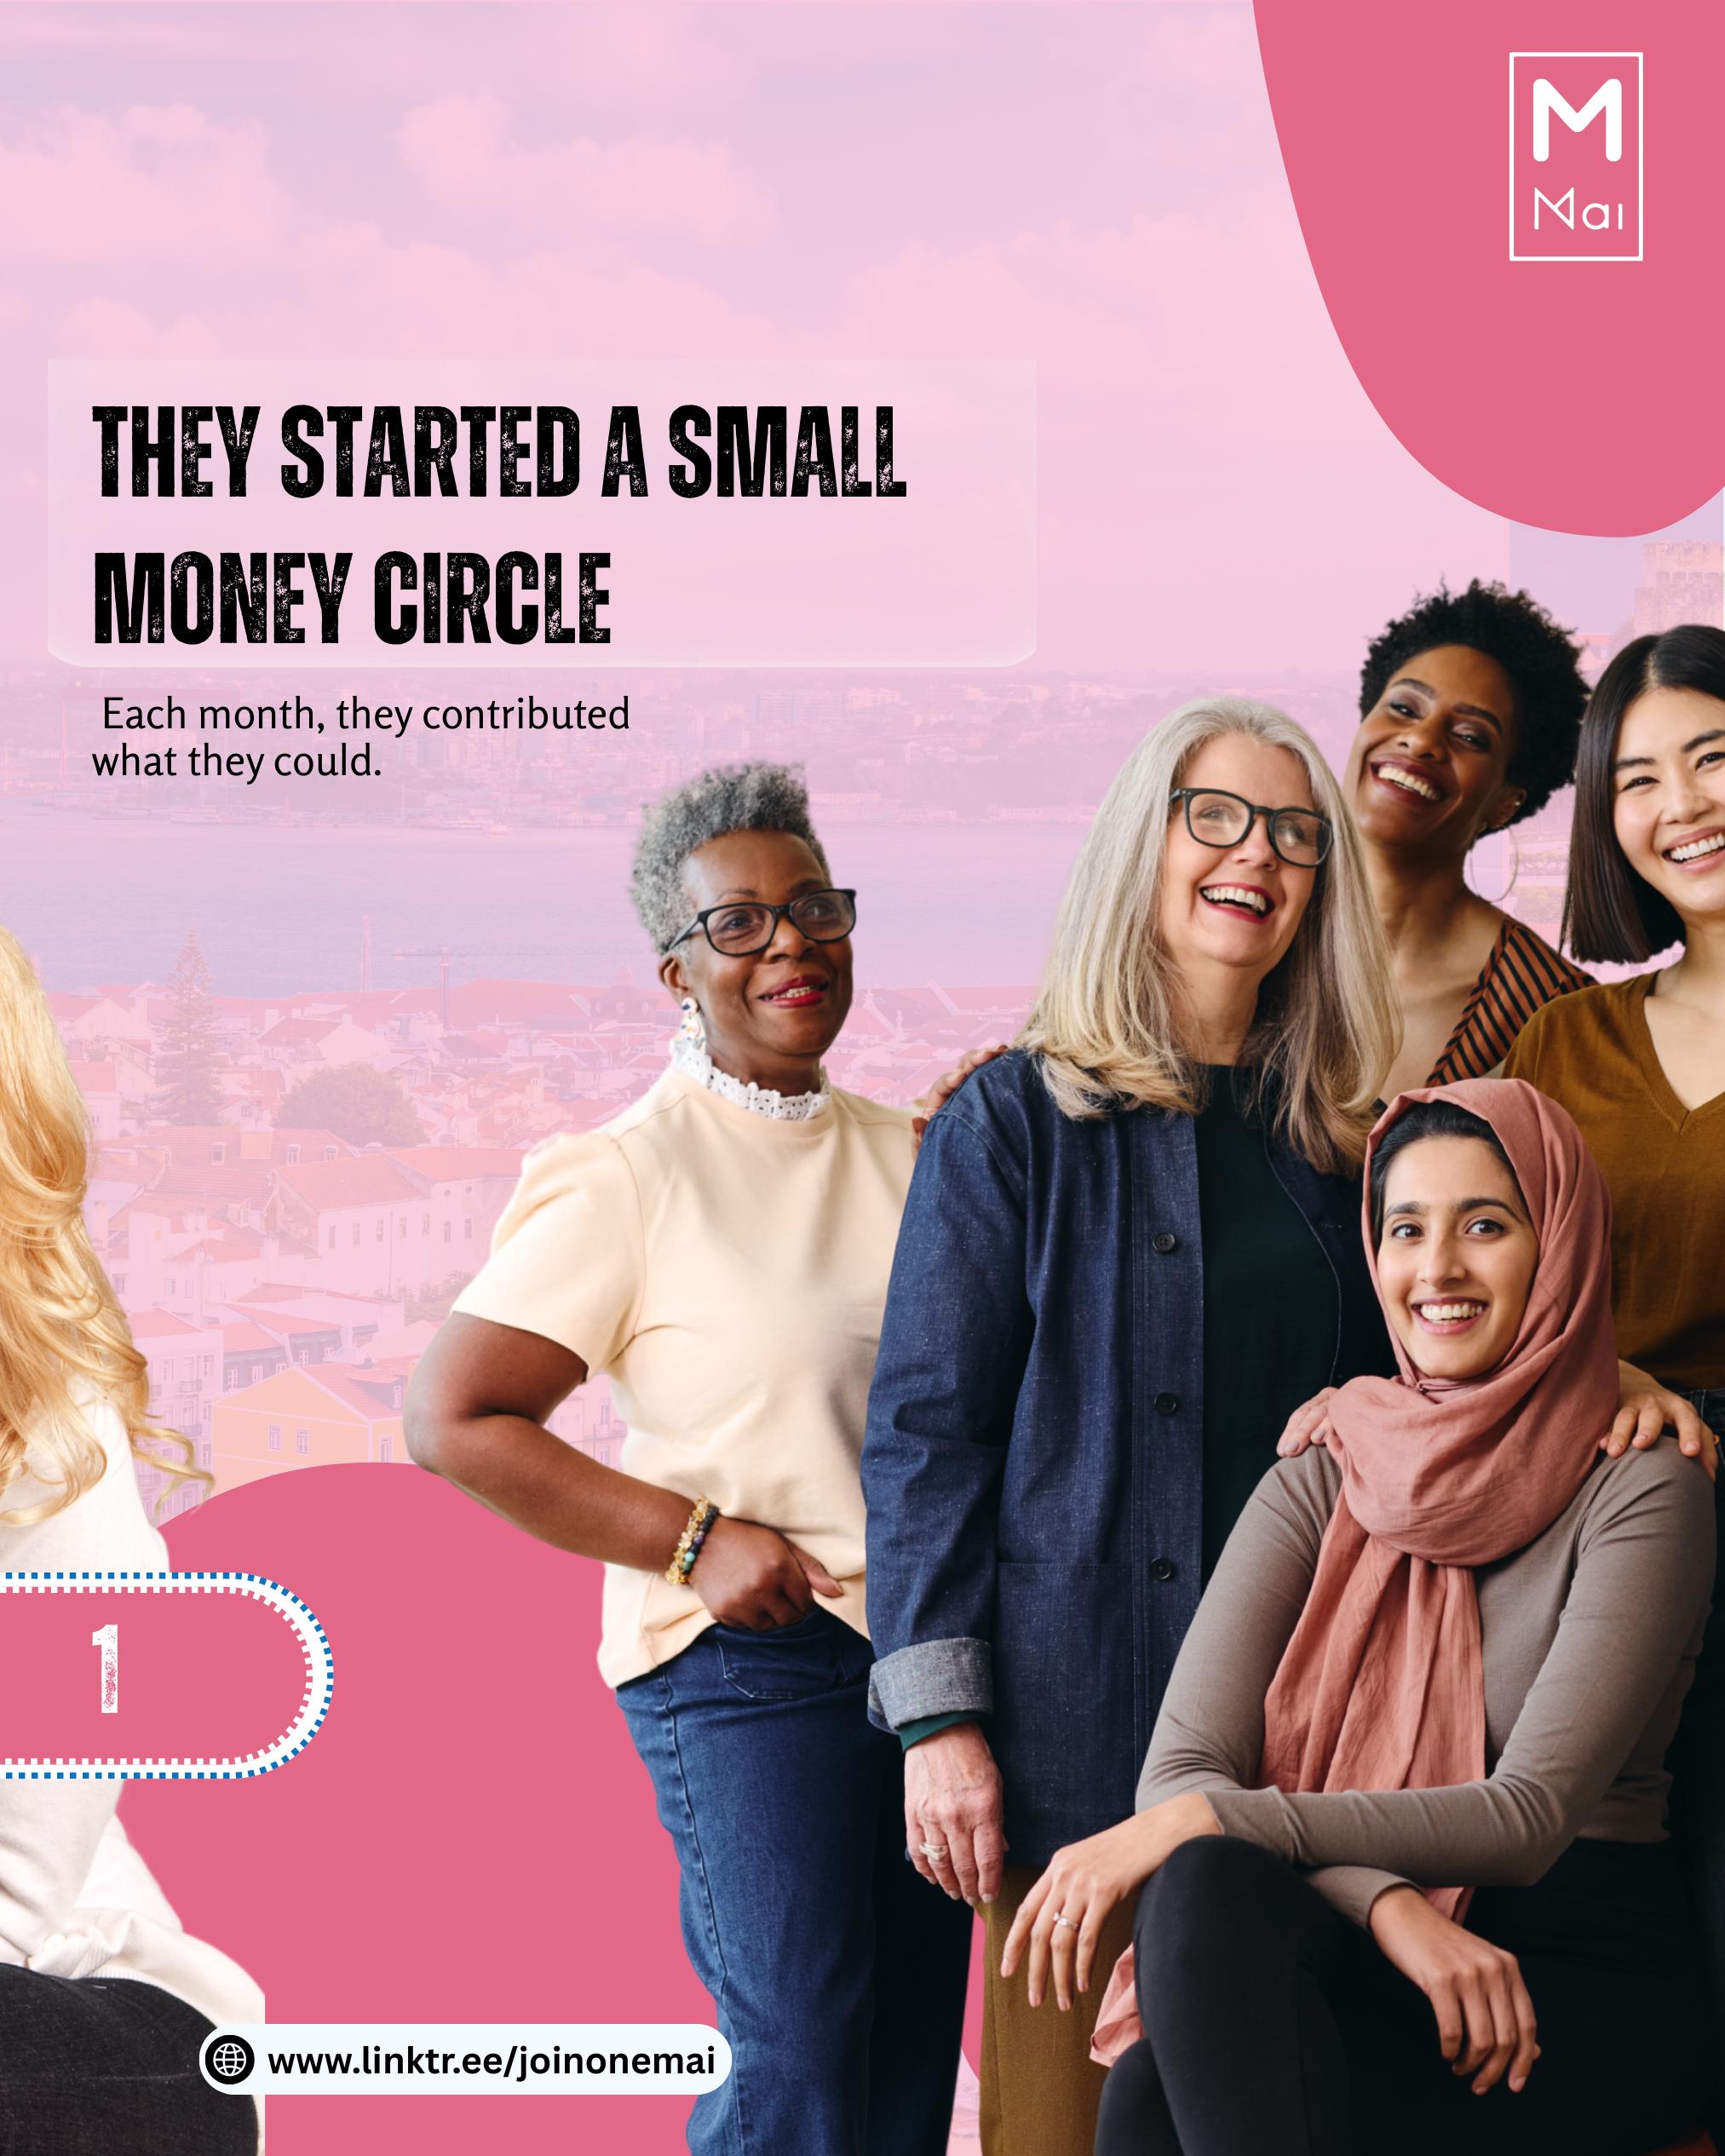 M
Mai
THEY STARTED A SMALL
MONEY CIRCLE
Each month, they contributed
what they could.
1
www.linktr.ee/joinonemai